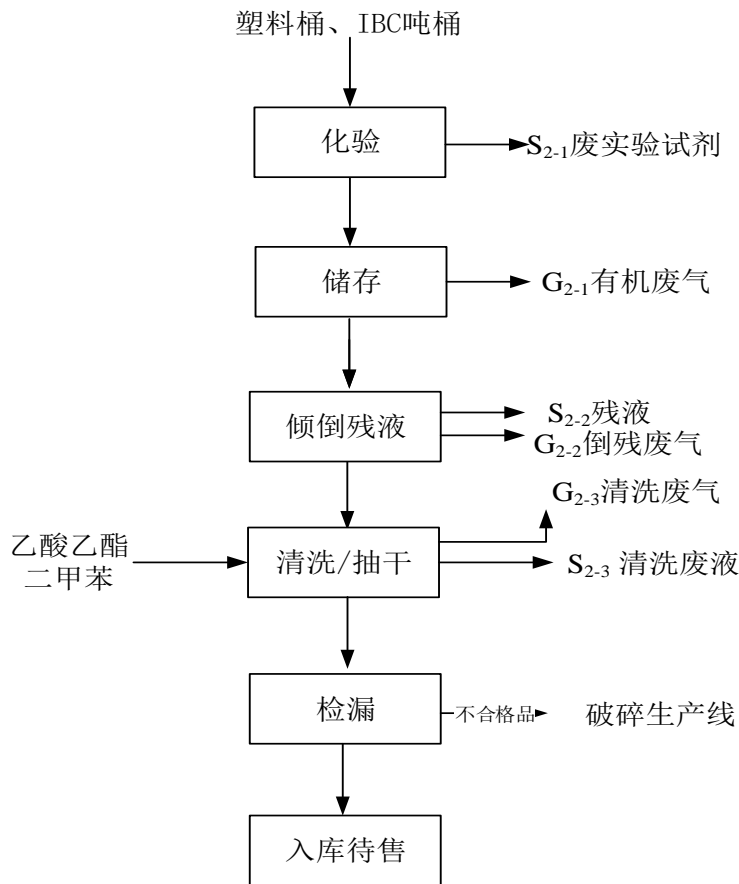 塑料桶、IBC吨桶
化验
S2-1废实验试剂
储存
G2-1有机废气
倾倒残液
S2-2残液
G2-2倒残废气
G2-3清洗废气
乙酸乙酯
二甲苯
清洗/抽干
S2-3 清洗废液
检漏
不合格品
破碎生产线
入库待售